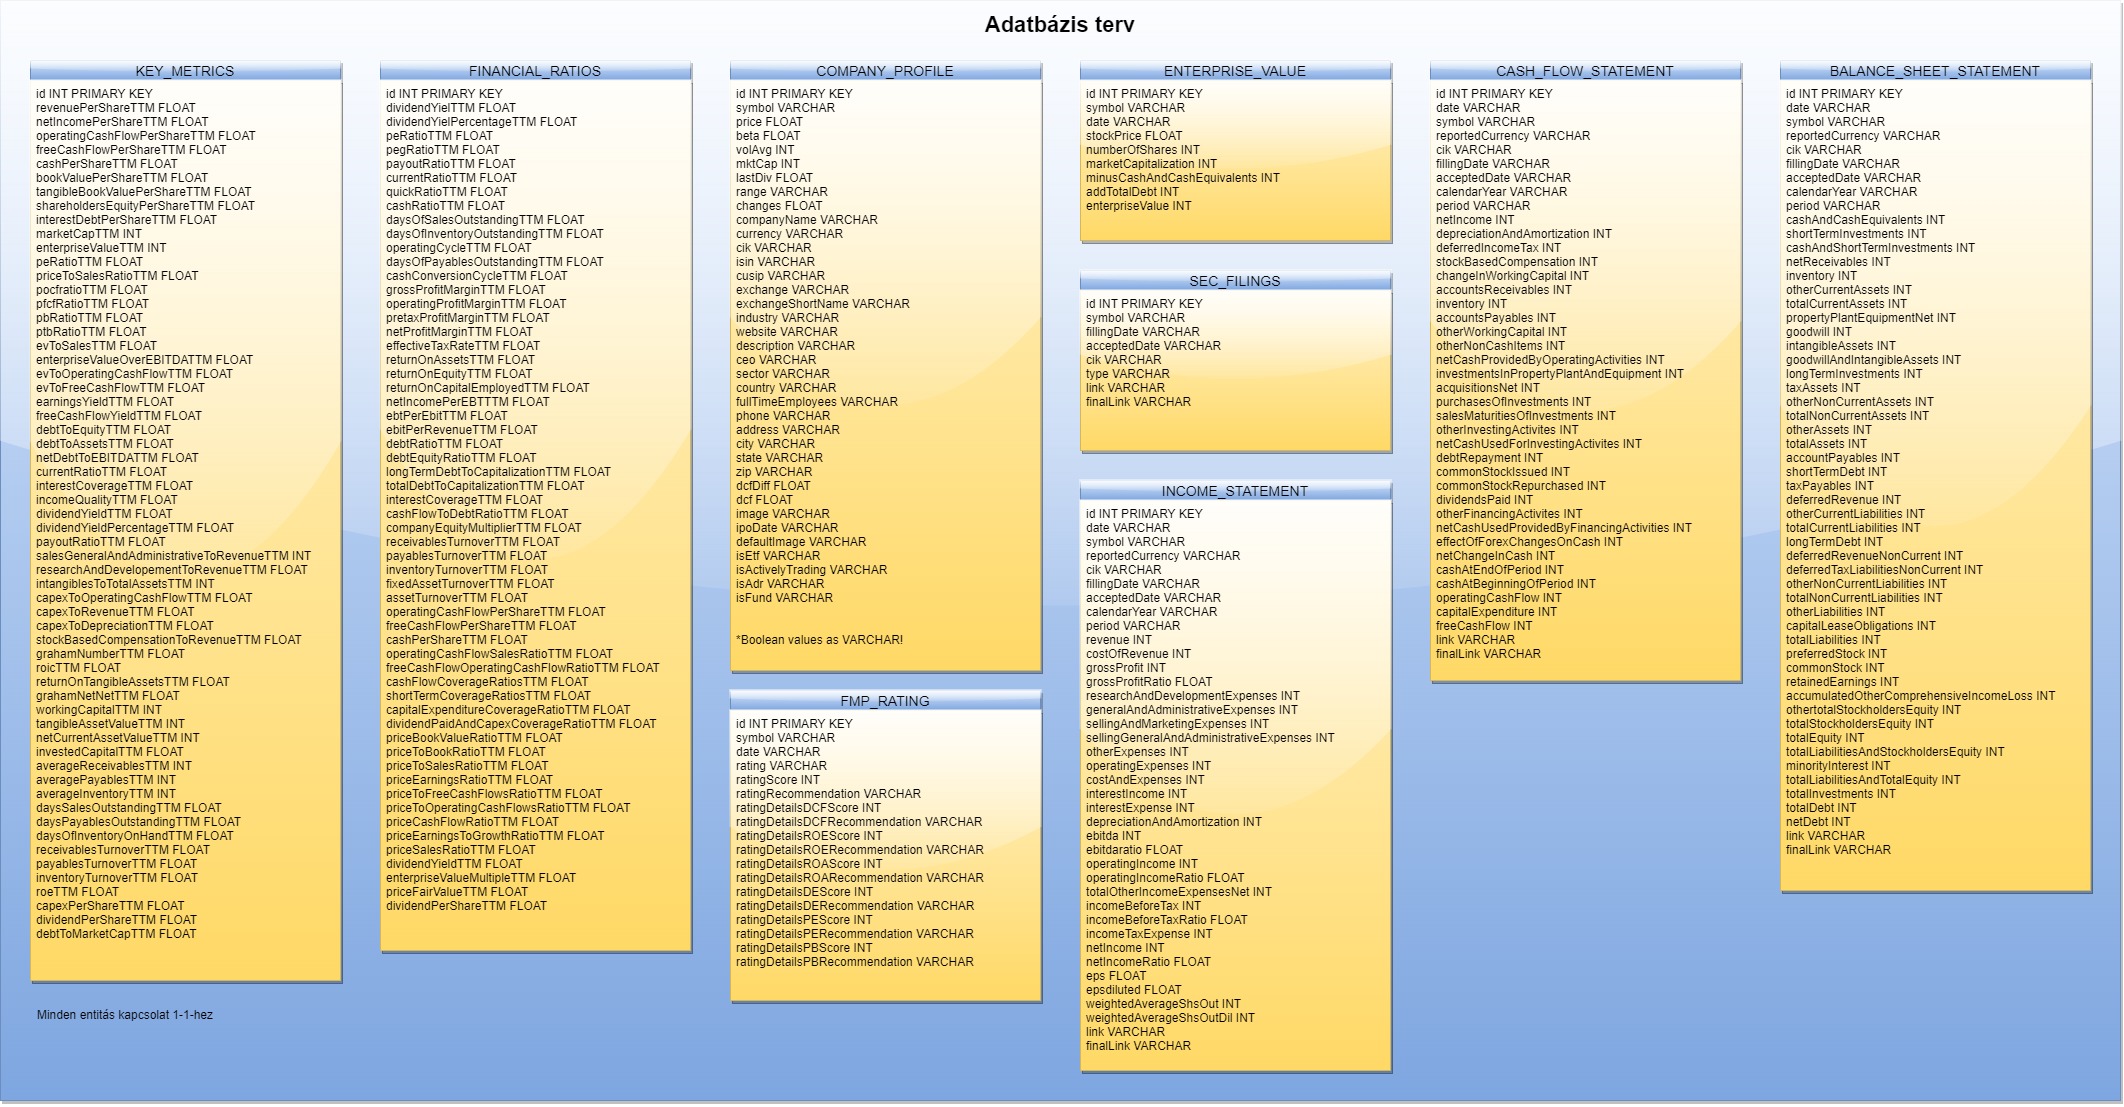 Adatbázis terv
KEY_METRICS
id INT PRIMARY KEY
revenuePerShareTTM FLOAT
netIncomePerShareTTM FLOAT
operatingCashFlowPerShareTTM FLOAT
freeCashFlowPerShareTTM FLOAT
cashPerShareTTM FLOAT
bookValuePerShareTTM FLOAT
tangibleBookValuePerShareTTM FLOAT
shareholdersEquityPerShareTTM FLOAT
interestDebtPerShareTTM FLOAT
marketCapTTM INT
enterpriseValueTTM INT
peRatioTTM FLOAT
priceToSalesRatioTTM FLOAT
pocfratioTTM FLOAT
pfcfRatioTTM FLOAT
pbRatioTTM FLOAT
ptbRatioTTM FLOAT
evToSalesTTM FLOAT
enterpriseValueOverEBITDATTM FLOAT
evToOperatingCashFlowTTM FLOAT
evToFreeCashFlowTTM FLOAT
earningsYieldTTM FLOAT
freeCashFlowYieldTTM FLOAT
debtToEquityTTM FLOAT
debtToAssetsTTM FLOAT
netDebtToEBITDATTM FLOAT
currentRatioTTM FLOAT
interestCoverageTTM FLOAT
incomeQualityTTM FLOAT
dividendYieldTTM FLOAT
dividendYieldPercentageTTM FLOAT
payoutRatioTTM FLOAT
salesGeneralAndAdministrativeToRevenueTTM INT
researchAndDevelopementToRevenueTTM FLOAT
intangiblesToTotalAssetsTTM INT
capexToOperatingCashFlowTTM FLOAT
capexToRevenueTTM FLOAT
capexToDepreciationTTM FLOAT
stockBasedCompensationToRevenueTTM FLOAT
grahamNumberTTM FLOAT
roicTTM FLOAT
returnOnTangibleAssetsTTM FLOAT
grahamNetNetTTM FLOAT
workingCapitalTTM INT
tangibleAssetValueTTM INT
netCurrentAssetValueTTM INT
investedCapitalTTM FLOAT
averageReceivablesTTM INT
averagePayablesTTM INT
averageInventoryTTM INT
daysSalesOutstandingTTM FLOAT
daysPayablesOutstandingTTM FLOAT
daysOfInventoryOnHandTTM FLOAT
receivablesTurnoverTTM FLOAT
payablesTurnoverTTM FLOAT
inventoryTurnoverTTM FLOAT
roeTTM FLOAT
capexPerShareTTM FLOAT
dividendPerShareTTM FLOAT
debtToMarketCapTTM FLOAT
Minden entitás kapcsolat 1-1-hez
FINANCIAL_RATIOS
id INT PRIMARY KEY
dividendYielTTM FLOAT
dividendYielPercentageTTM FLOAT
peRatioTTM FLOAT
pegRatioTTM FLOAT
payoutRatioTTM FLOAT
currentRatioTTM FLOAT
quickRatioTTM FLOAT
cashRatioTTM FLOAT
daysOfSalesOutstandingTTM FLOAT
daysOfInventoryOutstandingTTM FLOAT
operatingCycleTTM FLOAT
daysOfPayablesOutstandingTTM FLOAT
cashConversionCycleTTM FLOAT
grossProfitMarginTTM FLOAT
operatingProfitMarginTTM FLOAT
pretaxProfitMarginTTM FLOAT
netProfitMarginTTM FLOAT
effectiveTaxRateTTM FLOAT
returnOnAssetsTTM FLOAT
returnOnEquityTTM FLOAT
returnOnCapitalEmployedTTM FLOAT
netIncomePerEBTTTM FLOAT
ebtPerEbitTTM FLOAT
ebitPerRevenueTTM FLOAT
debtRatioTTM FLOAT
debtEquityRatioTTM FLOAT
longTermDebtToCapitalizationTTM FLOAT
totalDebtToCapitalizationTTM FLOAT
interestCoverageTTM FLOAT
cashFlowToDebtRatioTTM FLOAT
companyEquityMultiplierTTM FLOAT
receivablesTurnoverTTM FLOAT
payablesTurnoverTTM FLOAT
inventoryTurnoverTTM FLOAT
fixedAssetTurnoverTTM FLOAT
assetTurnoverTTM FLOAT
operatingCashFlowPerShareTTM FLOAT
freeCashFlowPerShareTTM FLOAT
cashPerShareTTM FLOAT
operatingCashFlowSalesRatioTTM FLOAT
freeCashFlowOperatingCashFlowRatioTTM FLOAT
cashFlowCoverageRatiosTTM FLOAT
shortTermCoverageRatiosTTM FLOAT
capitalExpenditureCoverageRatioTTM FLOAT
dividendPaidAndCapexCoverageRatioTTM FLOAT
priceBookValueRatioTTM FLOAT
priceToBookRatioTTM FLOAT
priceToSalesRatioTTM FLOAT
priceEarningsRatioTTM FLOAT
priceToFreeCashFlowsRatioTTM FLOAT
priceToOperatingCashFlowsRatioTTM FLOAT
priceCashFlowRatioTTM FLOAT
priceEarningsToGrowthRatioTTM FLOAT
priceSalesRatioTTM FLOAT
dividendYieldTTM FLOAT
enterpriseValueMultipleTTM FLOAT
priceFairValueTTM FLOAT
dividendPerShareTTM FLOAT
COMPANY_PROFILE
id INT PRIMARY KEY
symbol VARCHAR
price FLOAT
beta FLOAT
volAvg INT
mktCap INT
lastDiv FLOAT
range VARCHAR
changes FLOAT
companyName VARCHAR
currency VARCHAR
cik VARCHAR
isin VARCHAR
cusip VARCHAR
exchange VARCHAR
exchangeShortName VARCHAR
industry VARCHAR
website VARCHAR
description VARCHAR
ceo VARCHAR
sector VARCHAR
country VARCHAR
fullTimeEmployees VARCHAR
phone VARCHAR
address VARCHAR
city VARCHAR
state VARCHAR
zip VARCHAR
dcfDiff FLOAT
dcf FLOAT
image VARCHAR
ipoDate VARCHAR
defaultImage VARCHAR
isEtf VARCHAR
isActivelyTrading VARCHAR
isAdr VARCHAR
isFund VARCHAR
*Boolean values as VARCHAR!
FMP_RATING
id INT PRIMARY KEY
symbol VARCHAR
date VARCHAR
rating VARCHAR
ratingScore INT
ratingRecommendation VARCHAR
ratingDetailsDCFScore INT
ratingDetailsDCFRecommendation VARCHAR
ratingDetailsROEScore INT
ratingDetailsROERecommendation VARCHAR
ratingDetailsROAScore INT
ratingDetailsROARecommendation VARCHAR
ratingDetailsDEScore INT
ratingDetailsDERecommendation VARCHAR
ratingDetailsPEScore INT
ratingDetailsPERecommendation VARCHAR
ratingDetailsPBScore INT
ratingDetailsPBRecommendation VARCHAR
ENTERPRISE_VALUE
id INT PRIMARY KEY
symbol VARCHAR
date VARCHAR
stockPrice FLOAT
numberOfShares INT
marketCapitalization INT
minusCashAndCashEquivalents INT
addTotalDebt INT
enterpriseValue INT
SEC_FILINGS
id INT PRIMARY KEY
symbol VARCHAR
fillingDate VARCHAR
acceptedDate VARCHAR
cik VARCHAR
type VARCHAR
link VARCHAR
finalLink VARCHAR
INCOME_STATEMENT
id INT PRIMARY KEY
date VARCHAR
symbol VARCHAR
reportedCurrency VARCHAR
cik VARCHAR
fillingDate VARCHAR
acceptedDate VARCHAR
calendarYear VARCHAR
period VARCHAR
revenue INT
costOfRevenue INT
grossProfit INT
grossProfitRatio FLOAT
researchAndDevelopmentExpenses INT
generalAndAdministrativeExpenses INT
sellingAndMarketingExpenses INT
sellingGeneralAndAdministrativeExpenses INT
otherExpenses INT
operatingExpenses INT
costAndExpenses INT
interestIncome INT
interestExpense INT
depreciationAndAmortization INT
ebitda INT
ebitdaratio FLOAT
operatingIncome INT
operatingIncomeRatio FLOAT
totalOtherIncomeExpensesNet INT
incomeBeforeTax INT
incomeBeforeTaxRatio FLOAT
incomeTaxExpense INT
netIncome INT
netIncomeRatio FLOAT
eps FLOAT
epsdiluted FLOAT
weightedAverageShsOut INT
weightedAverageShsOutDil INT
link VARCHAR
finalLink VARCHAR
CASH_FLOW_STATEMENT
id INT PRIMARY KEY
date VARCHAR
symbol VARCHAR
reportedCurrency VARCHAR
cik VARCHAR
fillingDate VARCHAR
acceptedDate VARCHAR
calendarYear VARCHAR
period VARCHAR
netIncome INT
depreciationAndAmortization INT
deferredIncomeTax INT
stockBasedCompensation INT
changeInWorkingCapital INT
accountsReceivables INT
inventory INT
accountsPayables INT
otherWorkingCapital INT
otherNonCashItems INT
netCashProvidedByOperatingActivities INT
investmentsInPropertyPlantAndEquipment INT
acquisitionsNet INT
purchasesOfInvestments INT
salesMaturitiesOfInvestments INT
otherInvestingActivites INT
netCashUsedForInvestingActivites INT
debtRepayment INT
commonStockIssued INT
commonStockRepurchased INT
dividendsPaid INT
otherFinancingActivites INT
netCashUsedProvidedByFinancingActivities INT
effectOfForexChangesOnCash INT
netChangeInCash INT
cashAtEndOfPeriod INT
cashAtBeginningOfPeriod INT
operatingCashFlow INT
capitalExpenditure INT
freeCashFlow INT
link VARCHAR
finalLink VARCHAR
BALANCE_SHEET_STATEMENT
id INT PRIMARY KEY
date VARCHAR
symbol VARCHAR
reportedCurrency VARCHAR
cik VARCHAR
fillingDate VARCHAR
acceptedDate VARCHAR
calendarYear VARCHAR
period VARCHAR
cashAndCashEquivalents INT
shortTermInvestments INT
cashAndShortTermInvestments INT
netReceivables INT
inventory INT
otherCurrentAssets INT
totalCurrentAssets INT
propertyPlantEquipmentNet INT
goodwill INT
intangibleAssets INT
goodwillAndIntangibleAssets INT
longTermInvestments INT
taxAssets INT
otherNonCurrentAssets INT
totalNonCurrentAssets INT
otherAssets INT
totalAssets INT
accountPayables INT
shortTermDebt INT
taxPayables INT
deferredRevenue INT
otherCurrentLiabilities INT
totalCurrentLiabilities INT
longTermDebt INT
deferredRevenueNonCurrent INT
deferredTaxLiabilitiesNonCurrent INT
otherNonCurrentLiabilities INT
totalNonCurrentLiabilities INT
otherLiabilities INT
capitalLeaseObligations INT
totalLiabilities INT
preferredStock INT
commonStock INT
retainedEarnings INT
accumulatedOtherComprehensiveIncomeLoss INT
othertotalStockholdersEquity INT
totalStockholdersEquity INT
totalEquity INT
totalLiabilitiesAndStockholdersEquity INT
minorityInterest INT
totalLiabilitiesAndTotalEquity INT
totalInvestments INT
totalDebt INT
netDebt INT
link VARCHAR
finalLink VARCHAR